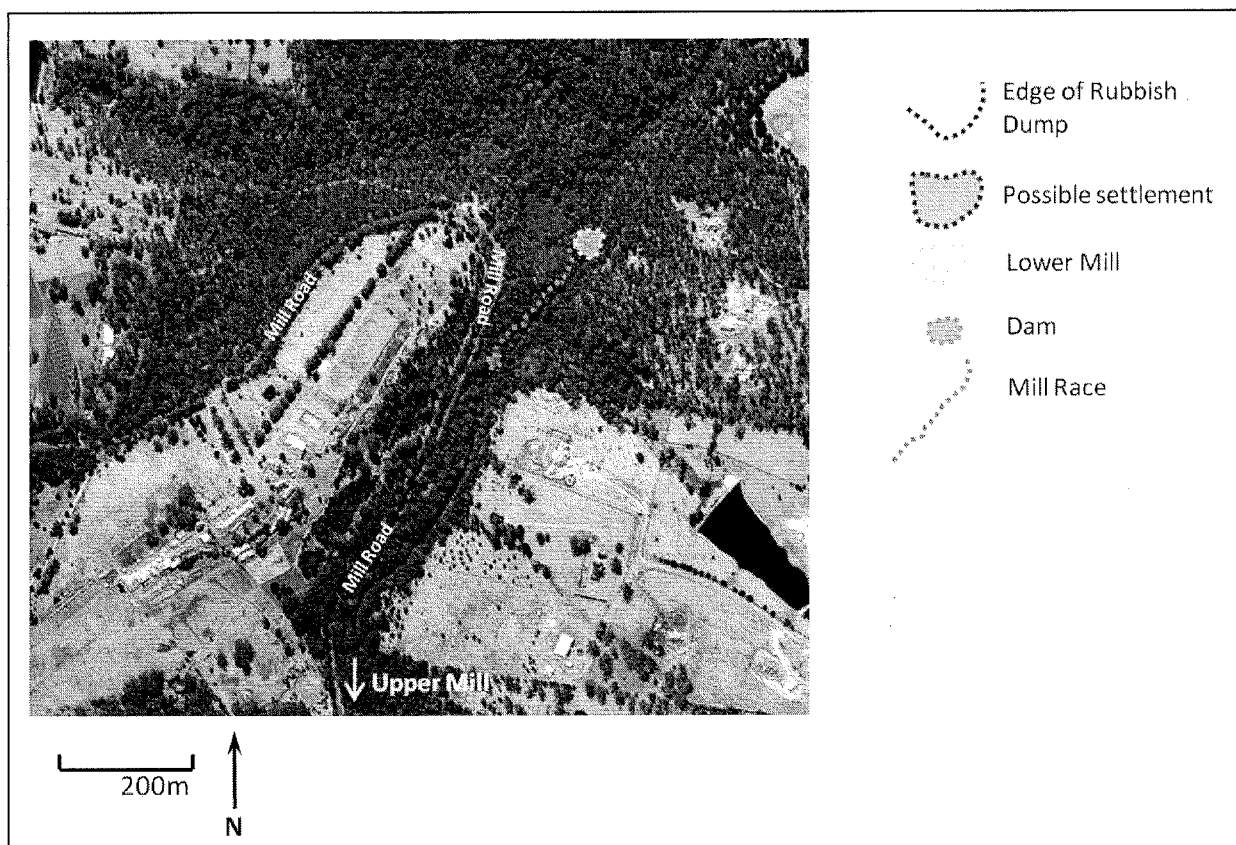 Mill Road
Mill Road
Mill Road
Upper Mill
200m
N
Edge of Rubbish
Dump
Possible settlement
Lower Mill
Dam
Mill Race